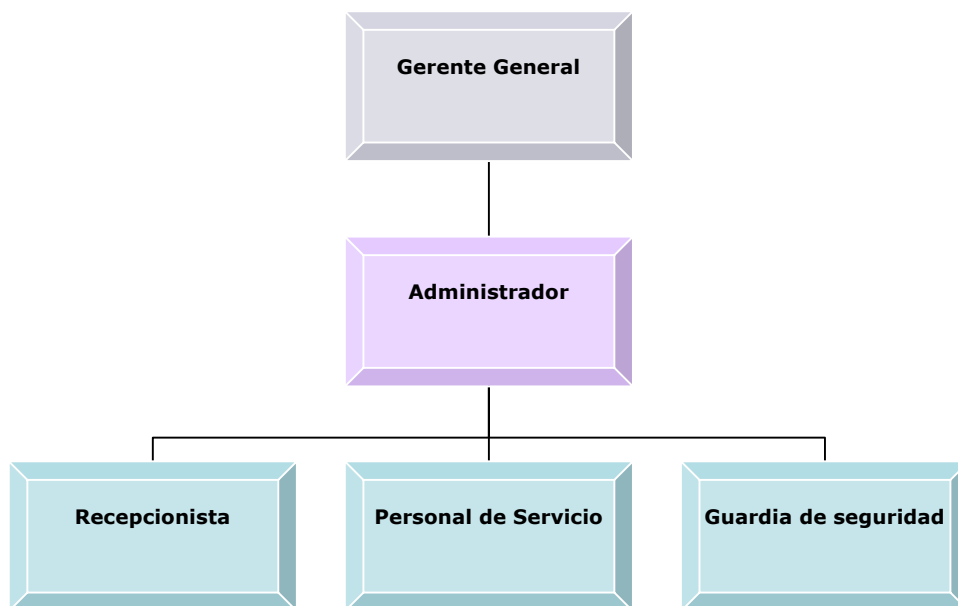 Gerente General
Administrador
Recepcionista
Personal de Servicio
Guardia de seguridad